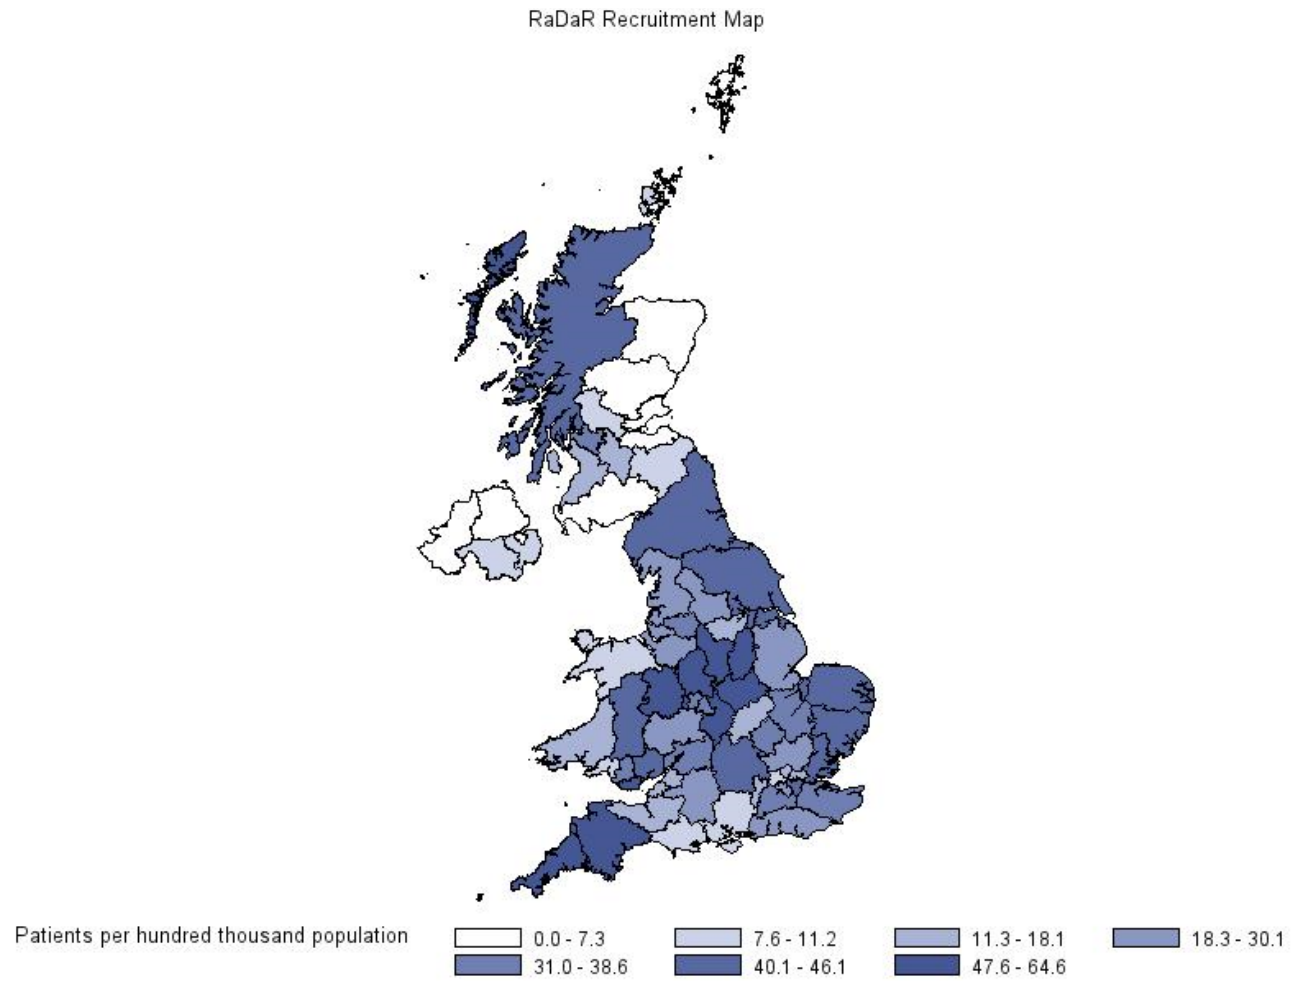 RaDaR Recruitment Map
Patients per hundred thousand population
0.0 - 7.3
7.6 - 11.2
11.3 - 18.1
18.3 - 30.1
31.0 - 38.6
40.1 - 46.1
47.6 - 64.6